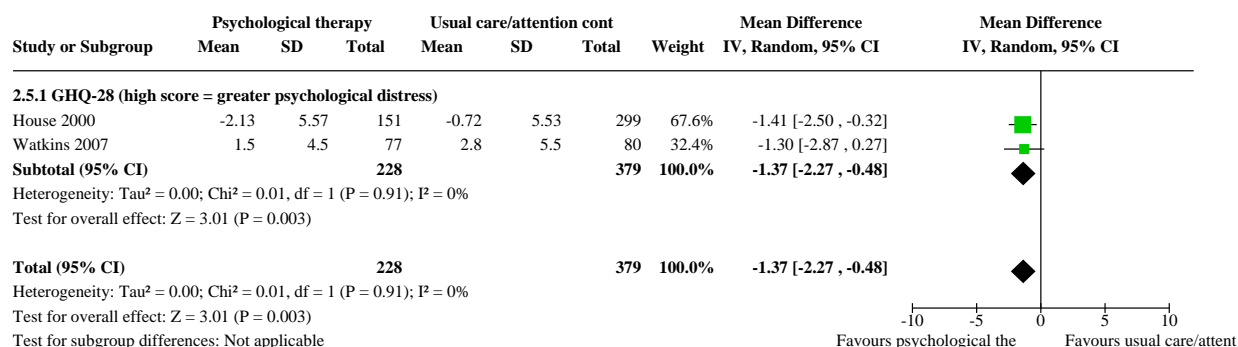 Psychological therapy Usual care/attention cont Mean Difference Mean Difference
Study or Subgroup Mean SD Total Mean SD Total Weight IV, Random, 95% CI IV, Random, 95% CI
2.5.1 GHQ-28 (high score = greater psychological distress)
House 2000 -2.13 5.57 151 -0.72 5.53 299 67.6% -1.41 [-2.50 , -0.32]
Watkins 2007 1.5 4.5 77 2.8 5.5 80 32.4% -1.30 [-2.87 , 0.27]
Subtotal (95% CI) 228 379 100.0% -1.37 [-2.27 , -0.48]
Heterogeneity: Tau² = 0.00; Chi² = 0.01, df = 1 (P = 0.91); I² = 0%
Test for overall effect: Z = 3.01 (P = 0.003)
Total (95% CI) 228 379 100.0% -1.37 [-2.27 , -0.48]
Heterogeneity: Tau² = 0.00; Chi² = 0.01, df = 1 (P = 0.91); I² = 0%
Test for overall effect: Z = 3.01 (P = 0.003) -10 -5 0 5 10
Test for subgroup differences: Not applicable Favours psychological the Favours usual care/attent